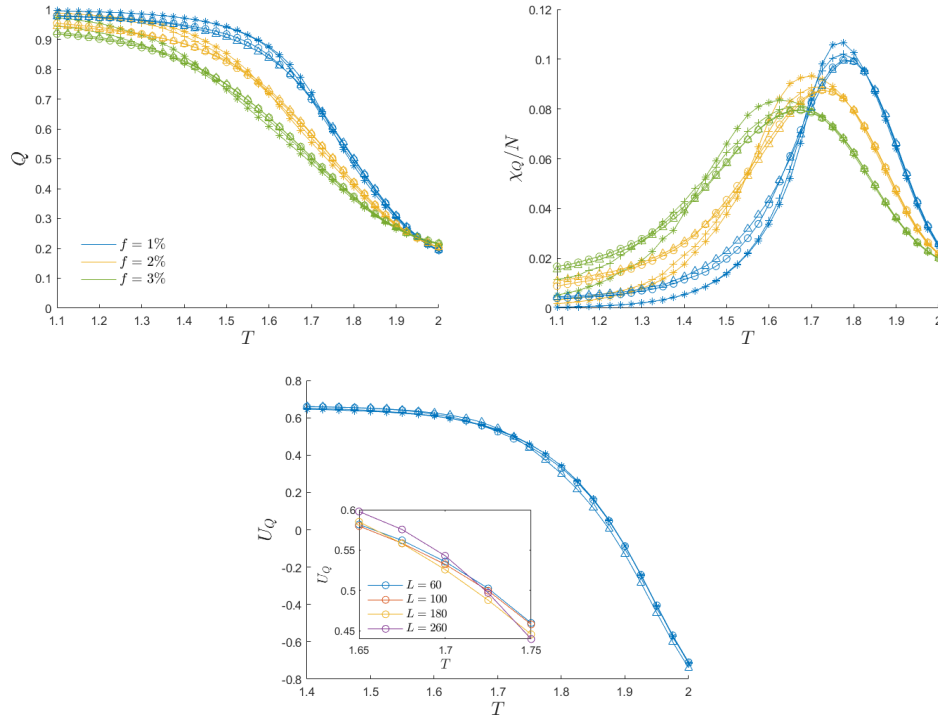 1
0.9
0.8
0.7
0.6
0.5
0.4
0.3
0.2
0.1
0
Q
f = 1%
f = 2%
f = 3%
1.1 1.2 1.3 1.4 1.5 1.6 1.7 1.8 1.9 2
T
0.12
0.1
0.08
0.06
0.04
0.02
0
χQ/N
1.1 1.2 1.3 1.4 1.5 1.6 1.7 1.8 1.9 2
T
0.8
0.6
0.4
0.2
0
-0.2
-0.4
-0.6
-0.8
UQ
0.6
0.55
0.5
0.45
UQ
L = 60
L = 100
L = 180
L = 260
1.65 1.7 1.75
T
1.4 1.5 1.6 1.7 1.8 1.9 2
T